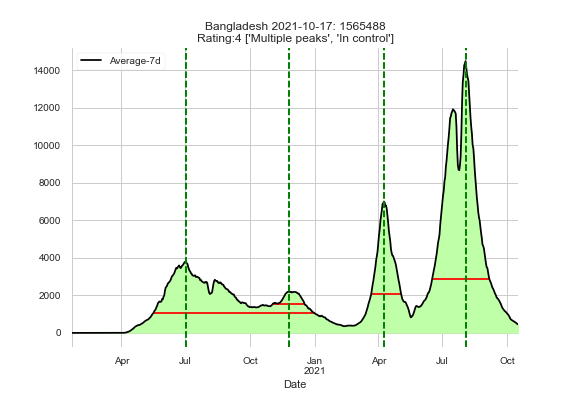 Bangladesh 2021-10-17: 1565488
Rating:4 ['Multiple peaks', 'In control']
Average-7d
14000
12000
10000
8000
6000
4000
2000
0
Apr
Jul
Oct
Jan
2021
Apr
Jul
Oct
Date